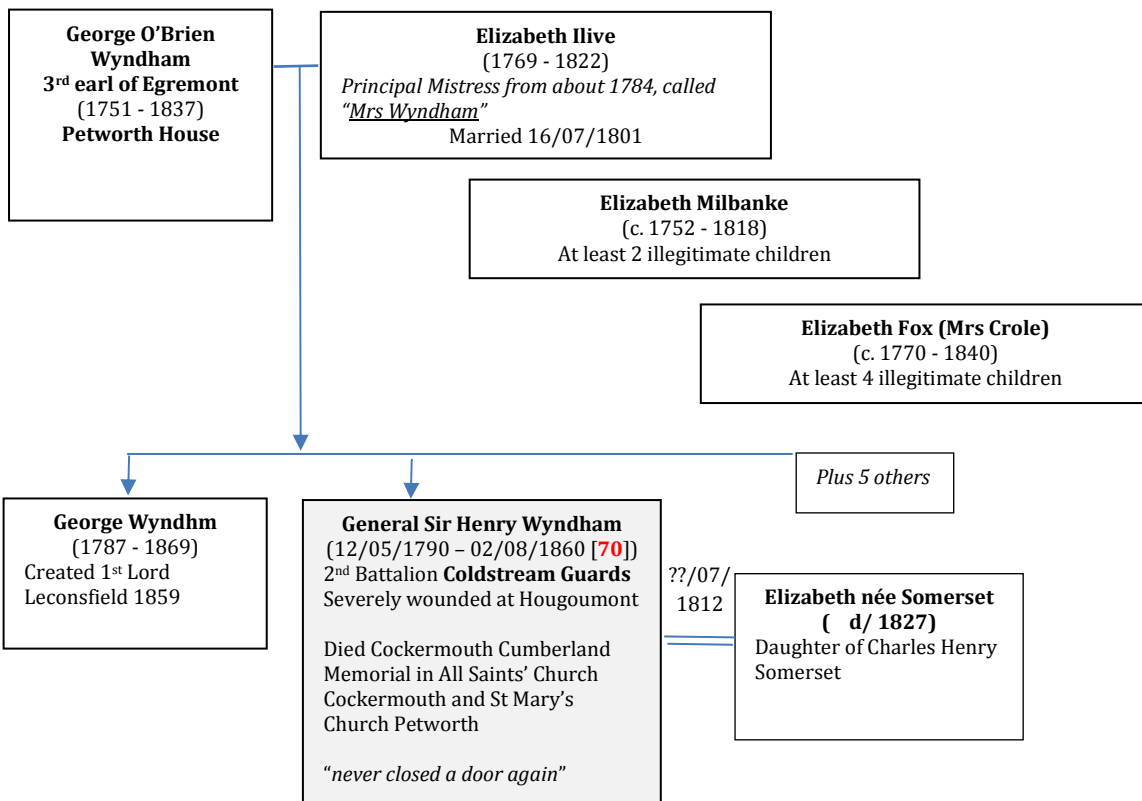 George O’Brien
Wyndham
3rd earl of Egremont
(1751 - 1837)
Petworth House
Elizabeth Ilive
(1769 - 1822)
Principal Mistress from about 1784, called
“Mrs Wyndham”
Married 16/07/1801
Elizabeth Milbanke
(c. 1752 - 1818)
At least 2 illegitimate children
Elizabeth Fox (Mrs Crole)
(c. 1770 - 1840)
At least 4 illegitimate children
Plus 5 others
George Wyndhm
(1787 - 1869)
Created 1st Lord
Leconsfield 1859
General Sir Henry Wyndham
(12/05/1790 – 02/08/1860 [70])
2nd Battalion Coldstream Guards
Severely wounded at Hougoumont
Died Cockermouth Cumberland
Memorial in All Saints’ Church
Cockermouth and St Mary’s
Church Petworth
“never closed a door again”
??/07/
1812
Elizabeth née Somerset
( d/ 1827)
Daughter of Charles Henry
Somerset